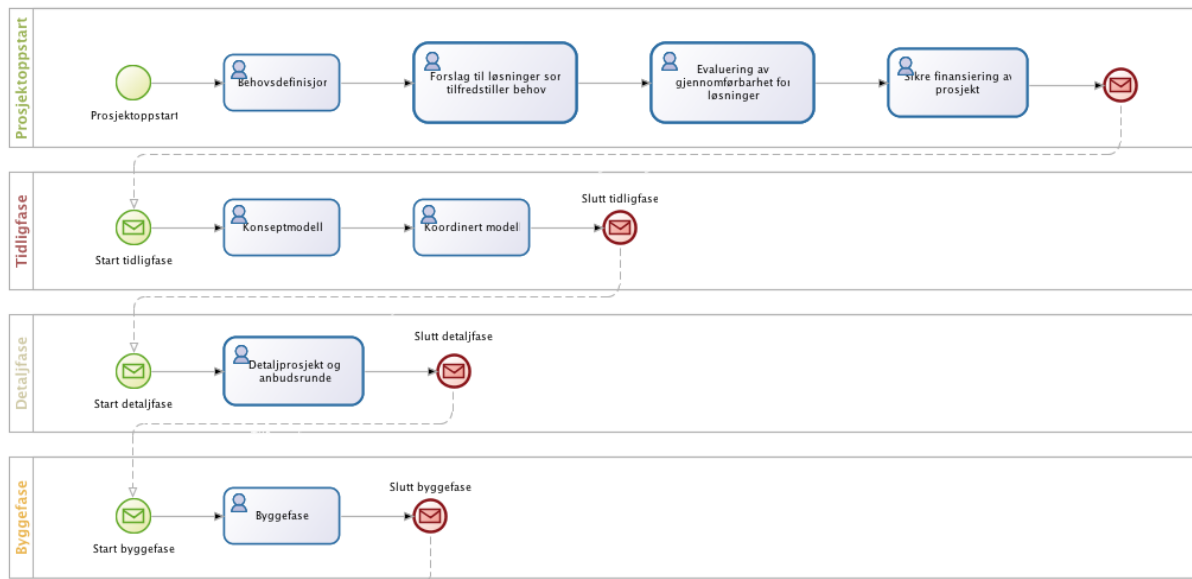 Prosjektoppstart
Prosjektoppstart
Behovsdefinisjor
Forslag til løsninger sor
tilfredstiller behov
Evaluering av
gjennomførbarhet for
løsninger
Sikre finansiering av
prosjekt
Tidligfase
Start tidligfase
Konseptmodell
Koordinert modell
Slutt tidligfase
Detaljfase
Start detaljfase
Detaljprosjekt og
anbudsrunde
Slutt detaljfase
Byggefase
Start byggefase
Byggefase
Slutt byggefase